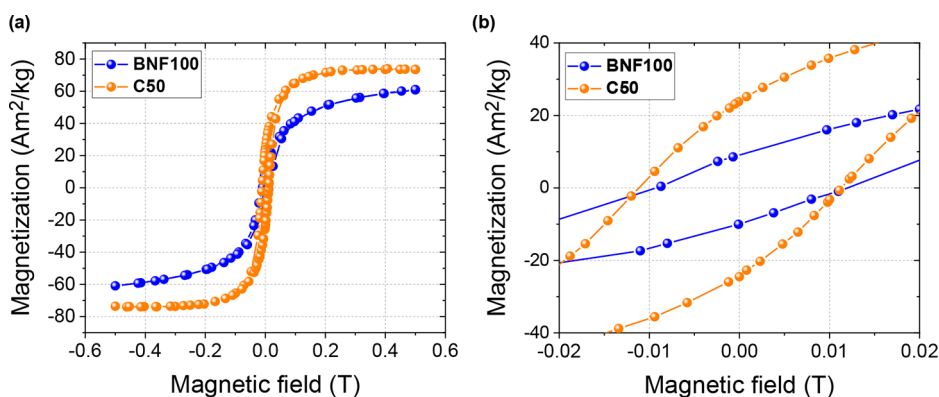 (a)
BNF100
C50
Magnetization (Am²/kg)
80
60
40
20
0
-20
-40
-60
-80
-0.6
-0.4
-0.2
0.0
0.2
0.4
0.6
Magnetic field (T)
(b)
BNF100
C50
Magnetization (Am²/kg)
40
20
0
-20
-40
-0.02
-0.01
0.00
0.01
0.02
Magnetic field (T)